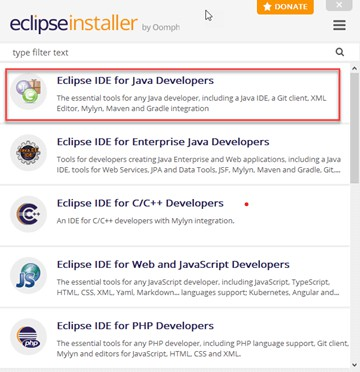 DONATE
eclipseinstaller by Oomph
type filter text
Eclipse IDE for Java Developers
The essential tools for any Java developer, including a Java IDE, a Git client, XML
Editor, Mylyn, Maven and Gradle integration
Eclipse IDE for Enterprise Java Developers
Tools for developers creating Java Enterprise and Web applications, including a Java
IDE, tools for Web Services, JPA and Data Tools, JSF, Mylyn, Maven and Gradle, Git,...
Eclipse IDE for C/C++ Developers
An IDE for C/C++ developers with Mylyn integration.
Eclipse IDE for Web and JavaScript Developers
The essential tools for any JavaScript developer, including JavaScript, TypeScript,
HTML, CSS, XML, Yaml, Markdown... languages support; Kubernetes, Angular and...
Eclipse IDE for PHP Developers
The essential tools for any PHP developer, including PHP language support, Git client,
Mylyn and editors for JavaScript, HTML, CSS and XML.